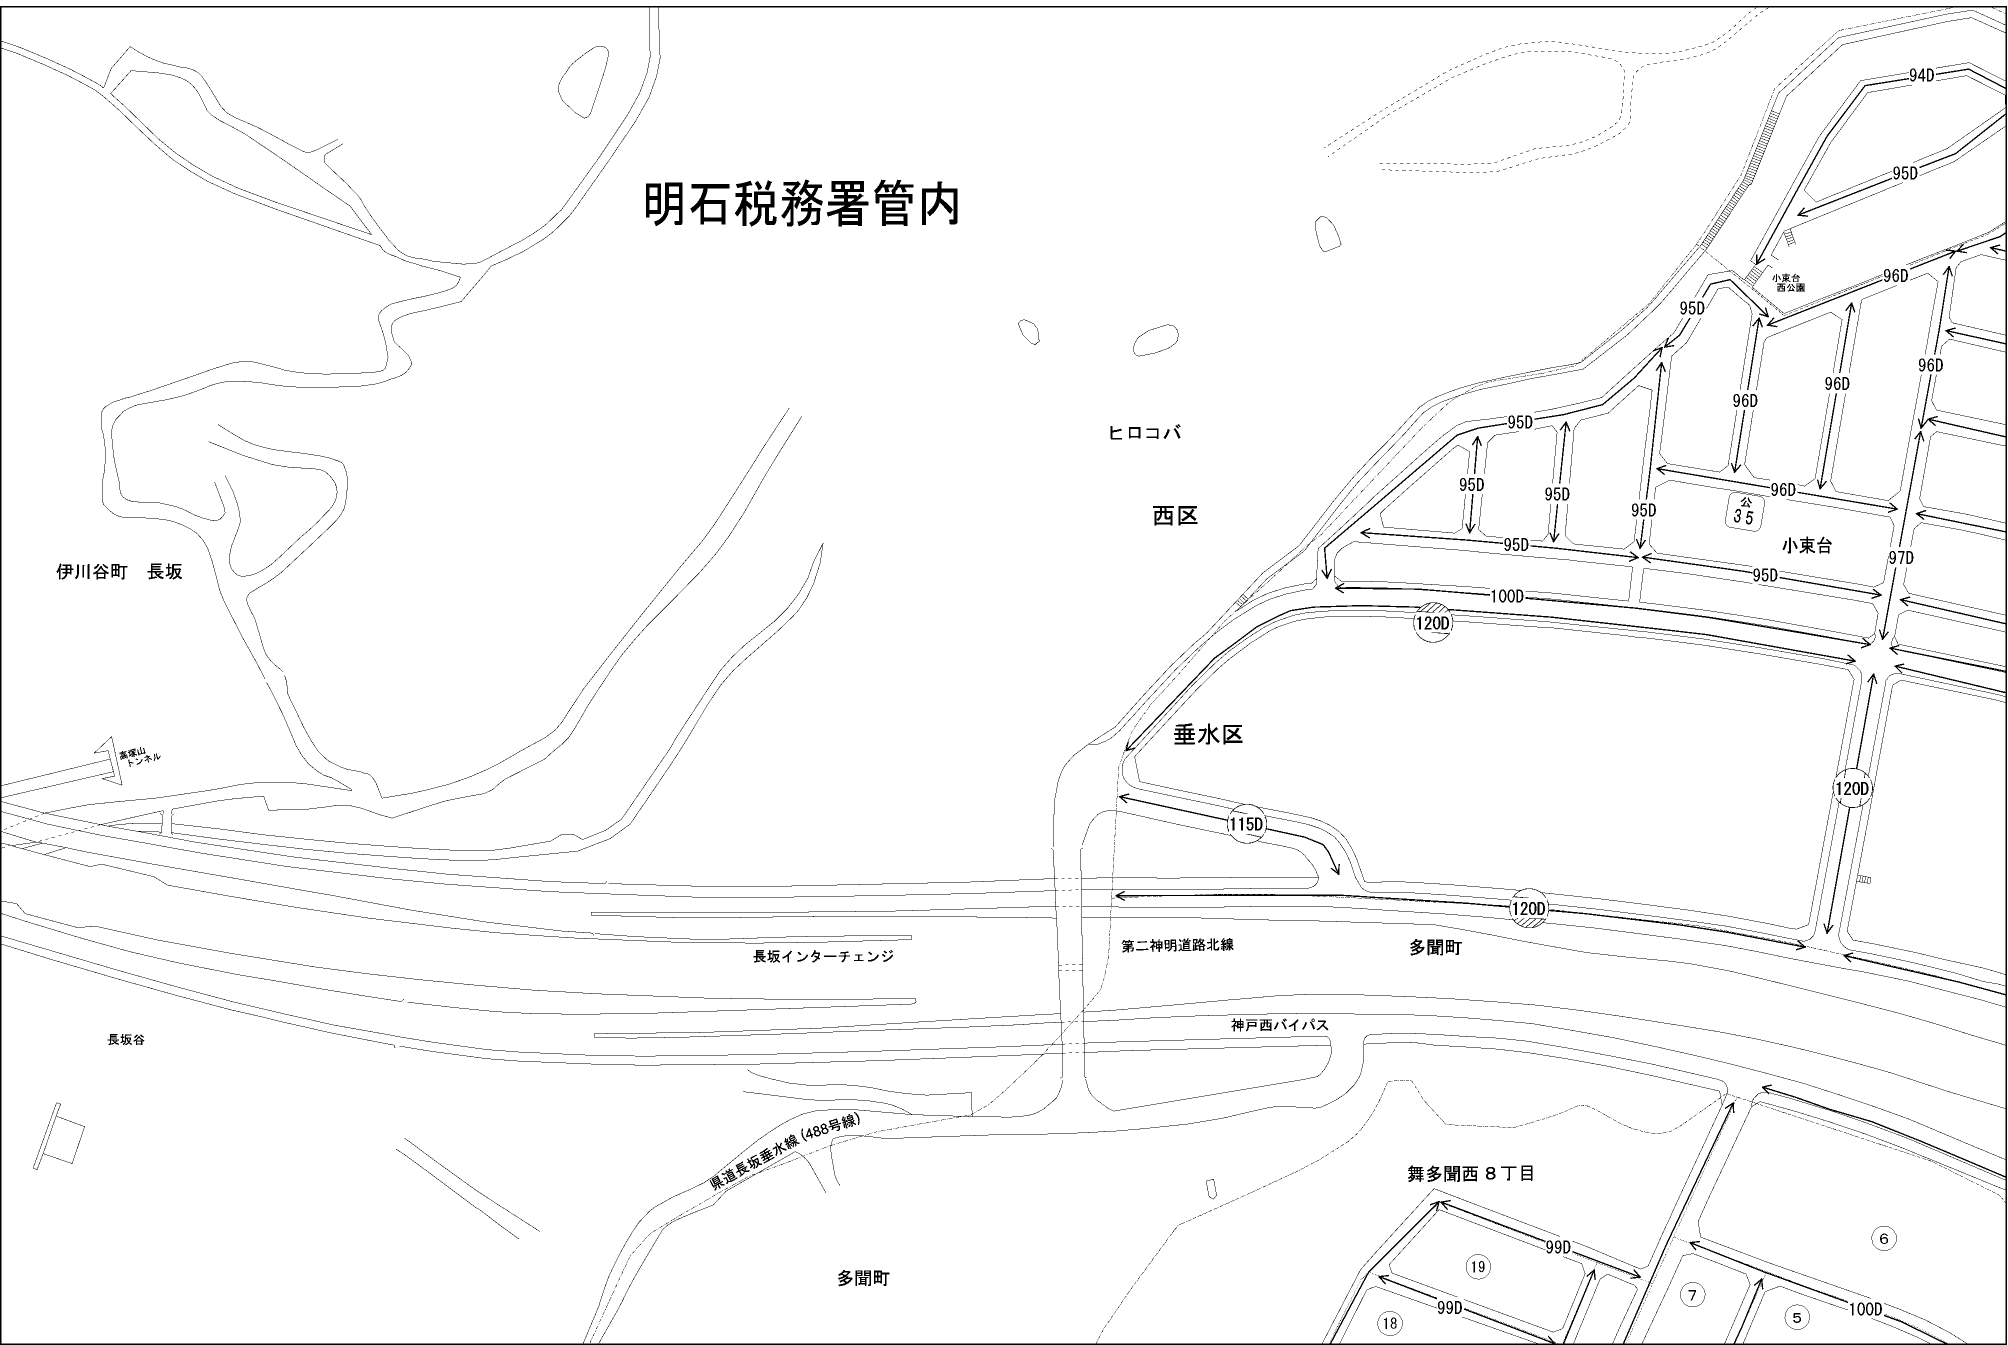 94D
95D
明石税務署管内
小束台
西公園
96D
95D
96D
96D
96D
95D
ヒロコバ
95D
95D
96D
公
35
95D
西区
小束台
95D
97D
95D
伊川谷町　長坂
100D
120D
垂水区
高塚山
トンネル
120D
115D
120D
第二神明道路北線
多聞町
長坂インターチェンジ
神戸西バイパス
長坂谷
県道長坂垂水線(488号線)
舞多聞西８丁目
99D
6
19
多聞町
7
99D
100D
18
5